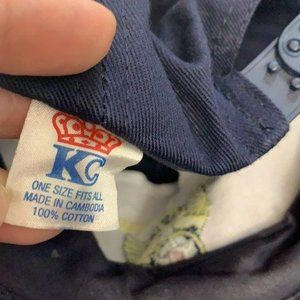 KC
ONE SIZE FITS ALL
MADE IN CAMBODIA
100% COTTON